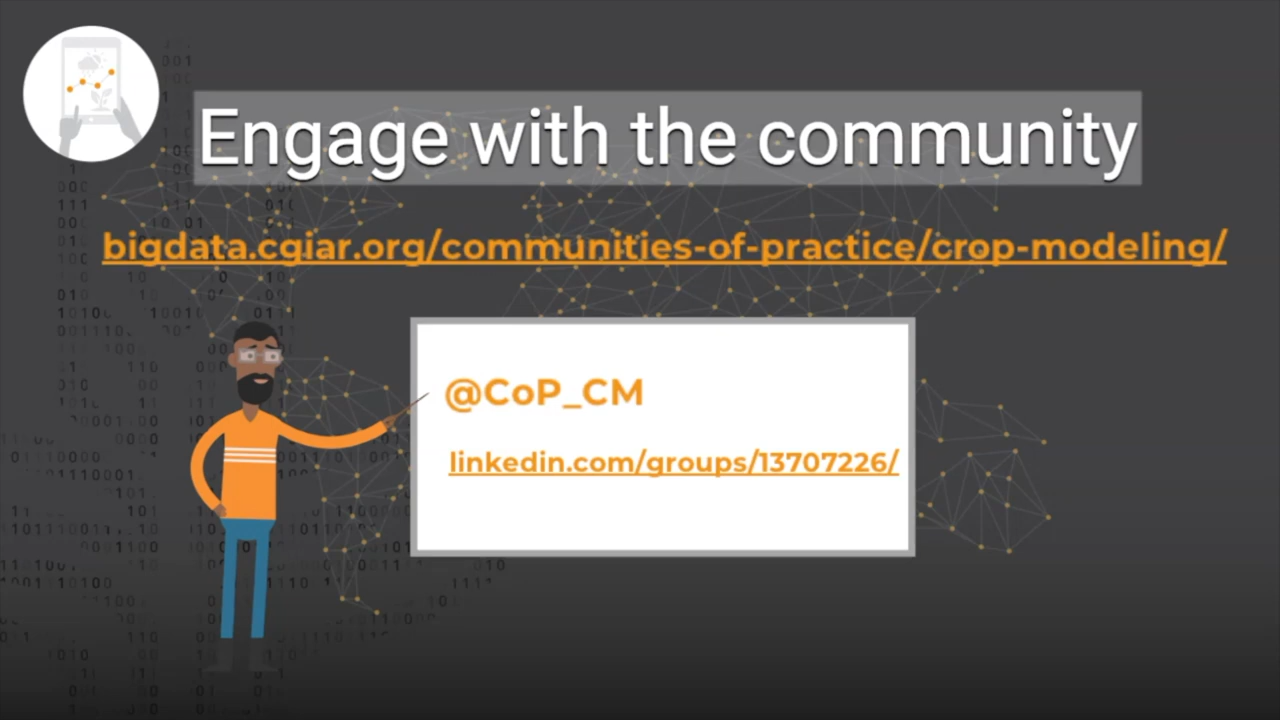 Engage with the community
bigdata.cgiar.org/communities-of-practice/crop-modeling/
@CoP_CM
linkedin.com/groups/13707226/